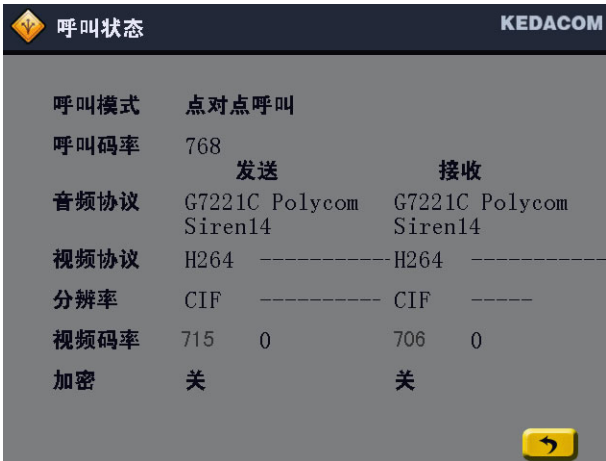 呼叫状态 KEDACOM
呼叫模式 点对点呼叫
呼叫码率 768
发送 接收
音频协议 G7221C Polycom Siren14 G7221C Polycom Siren14
视频协议 H264 ----------- H264 -----------
分辨率 CIF ---------- CIF -----
视频码率 715 0 706 0
加密 关 关